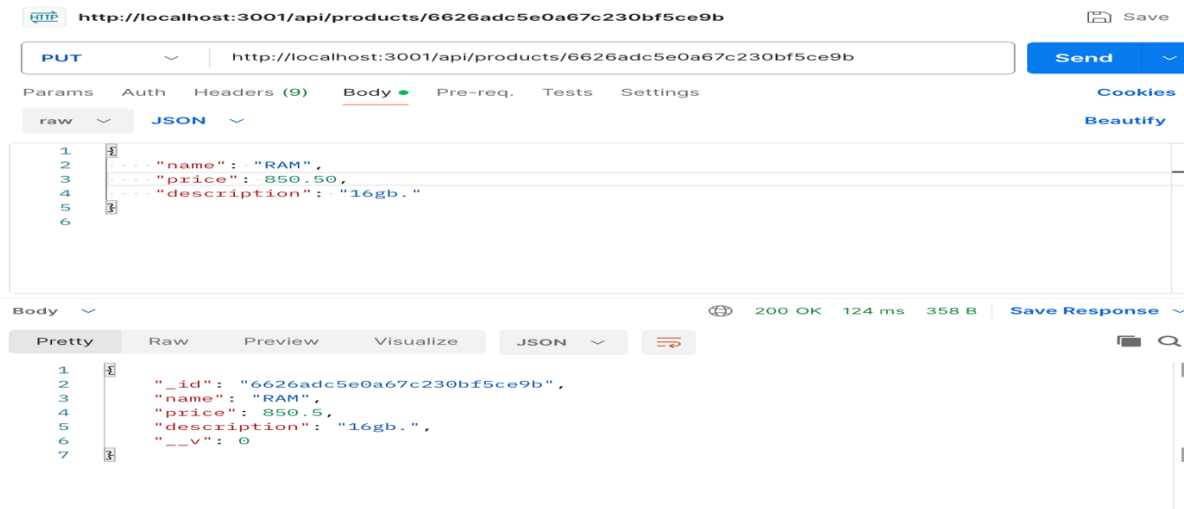 HTTP http://localhost:3001/api/products/6626adc5e0a67c230bf5ce9b Save
PUT http://localhost:3001/api/products/6626adc5e0a67c230bf5ce9b Send
Params Auth Headers (9) Body Pre-req. Tests Settings Cookies
raw JSON Beautify
1 {
2 "name": "RAM",
3 "price": 850.50,
4 "description": "16gb."
5 }
6
Body 200 OK 124 ms 358 B Save Response
Pretty Raw Preview Visualize JSON
1 {
2 "_id": "6626adc5e0a67c230bf5ce9b",
3 "name": "RAM",
4 "price": 850.5,
5 "description": "16gb.",
6 "__v": 0
7 }